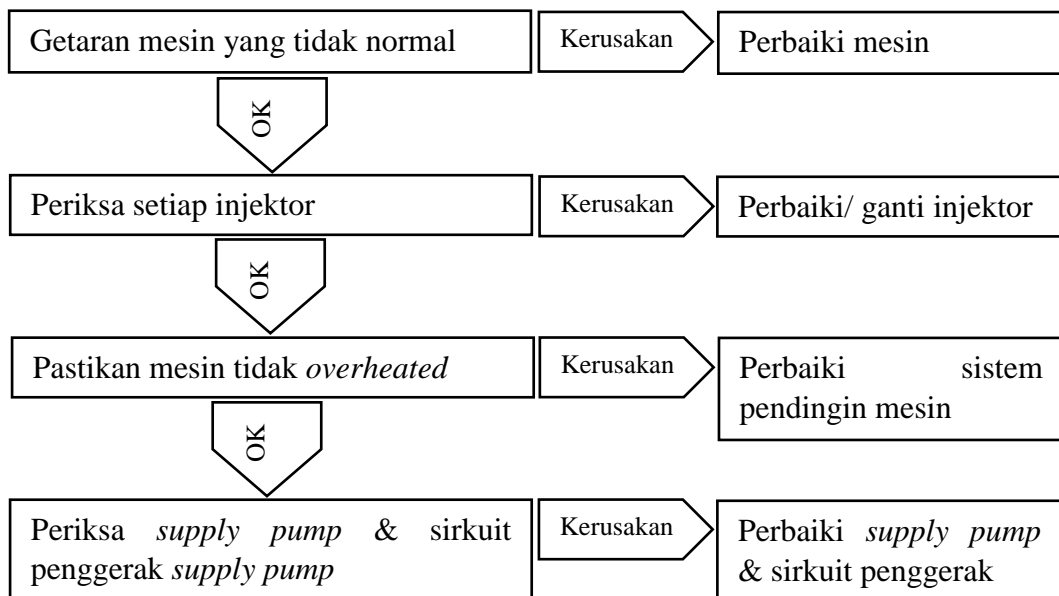 Getaran mesin yang tidak normal
Kerusakan
Perbaiki mesin
OK
Periksa setiap injektor
Kerusakan
Perbaiki/ ganti injektor
OK
Pastikan mesin tidak overheated
Kerusakan
Perbaiki sistem
pendingin mesin
OK
Periksa supply pump & sirkuit
penggerak supply pump
Kerusakan
Perbaiki supply pump
& sirkuit penggerak